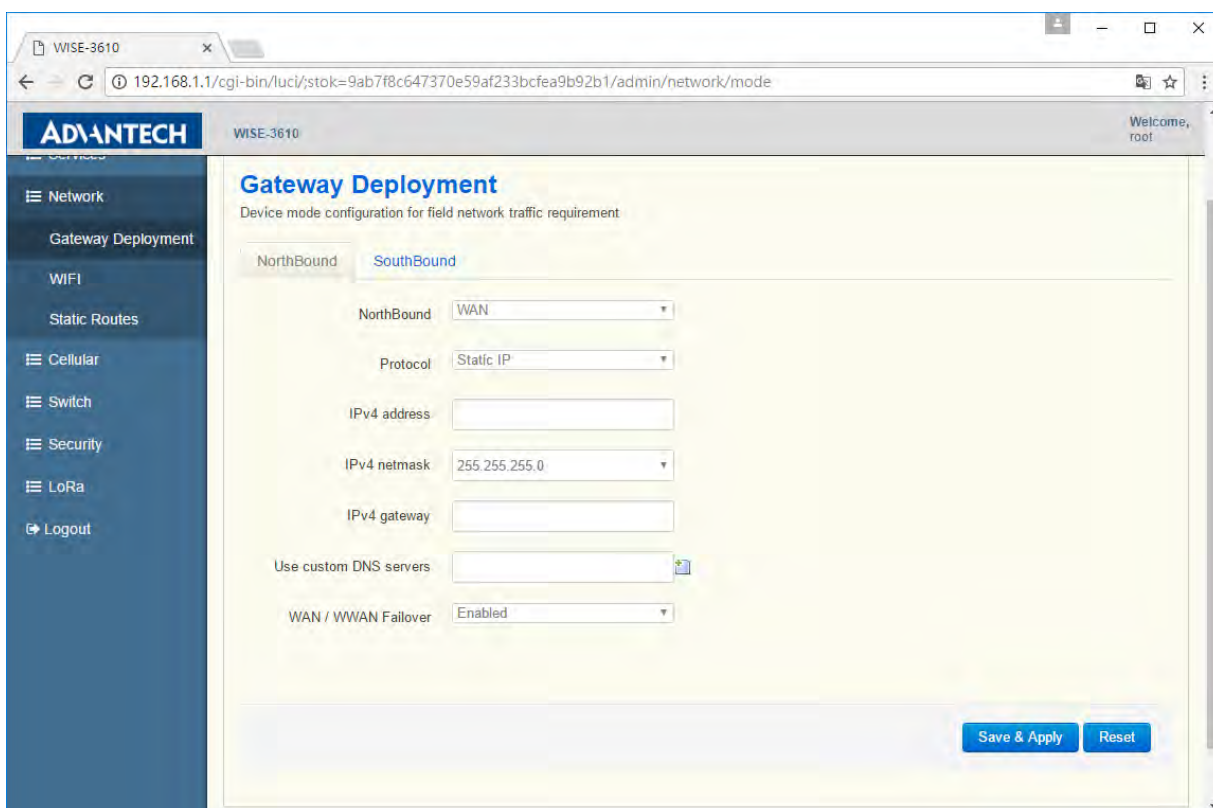 WISE-3610
192.168.1.1/cgi-bin/luci/;stok=9ab7f8c647370e59af233bcfea9b92b1/admin/network/mode
ADVANTECH
WISE-3610
Welcome,
root
Services
Network
Gateway Deployment
WIFI
Static Routes
Cellular
Switch
Security
LoRa
Logout
Gateway Deployment
Device mode configuration for field network traffic requirement
NorthBound SouthBound
NorthBound WAN
Protocol Static IP
IPv4 address
IPv4 netmask 255.255.255.0
IPv4 gateway
Use custom DNS servers
WAN / WWAN Failover Enabled
Save & Apply Reset